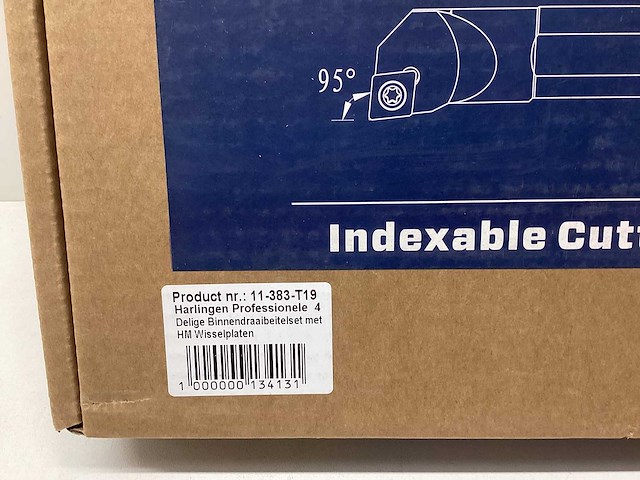 95°
Indexable Cutt
Product nr.: 11-383-T19
Harlingen Professionele 4
Delige Binnendraaibeitelset met
HM Wisselplaten
1 000000 134131